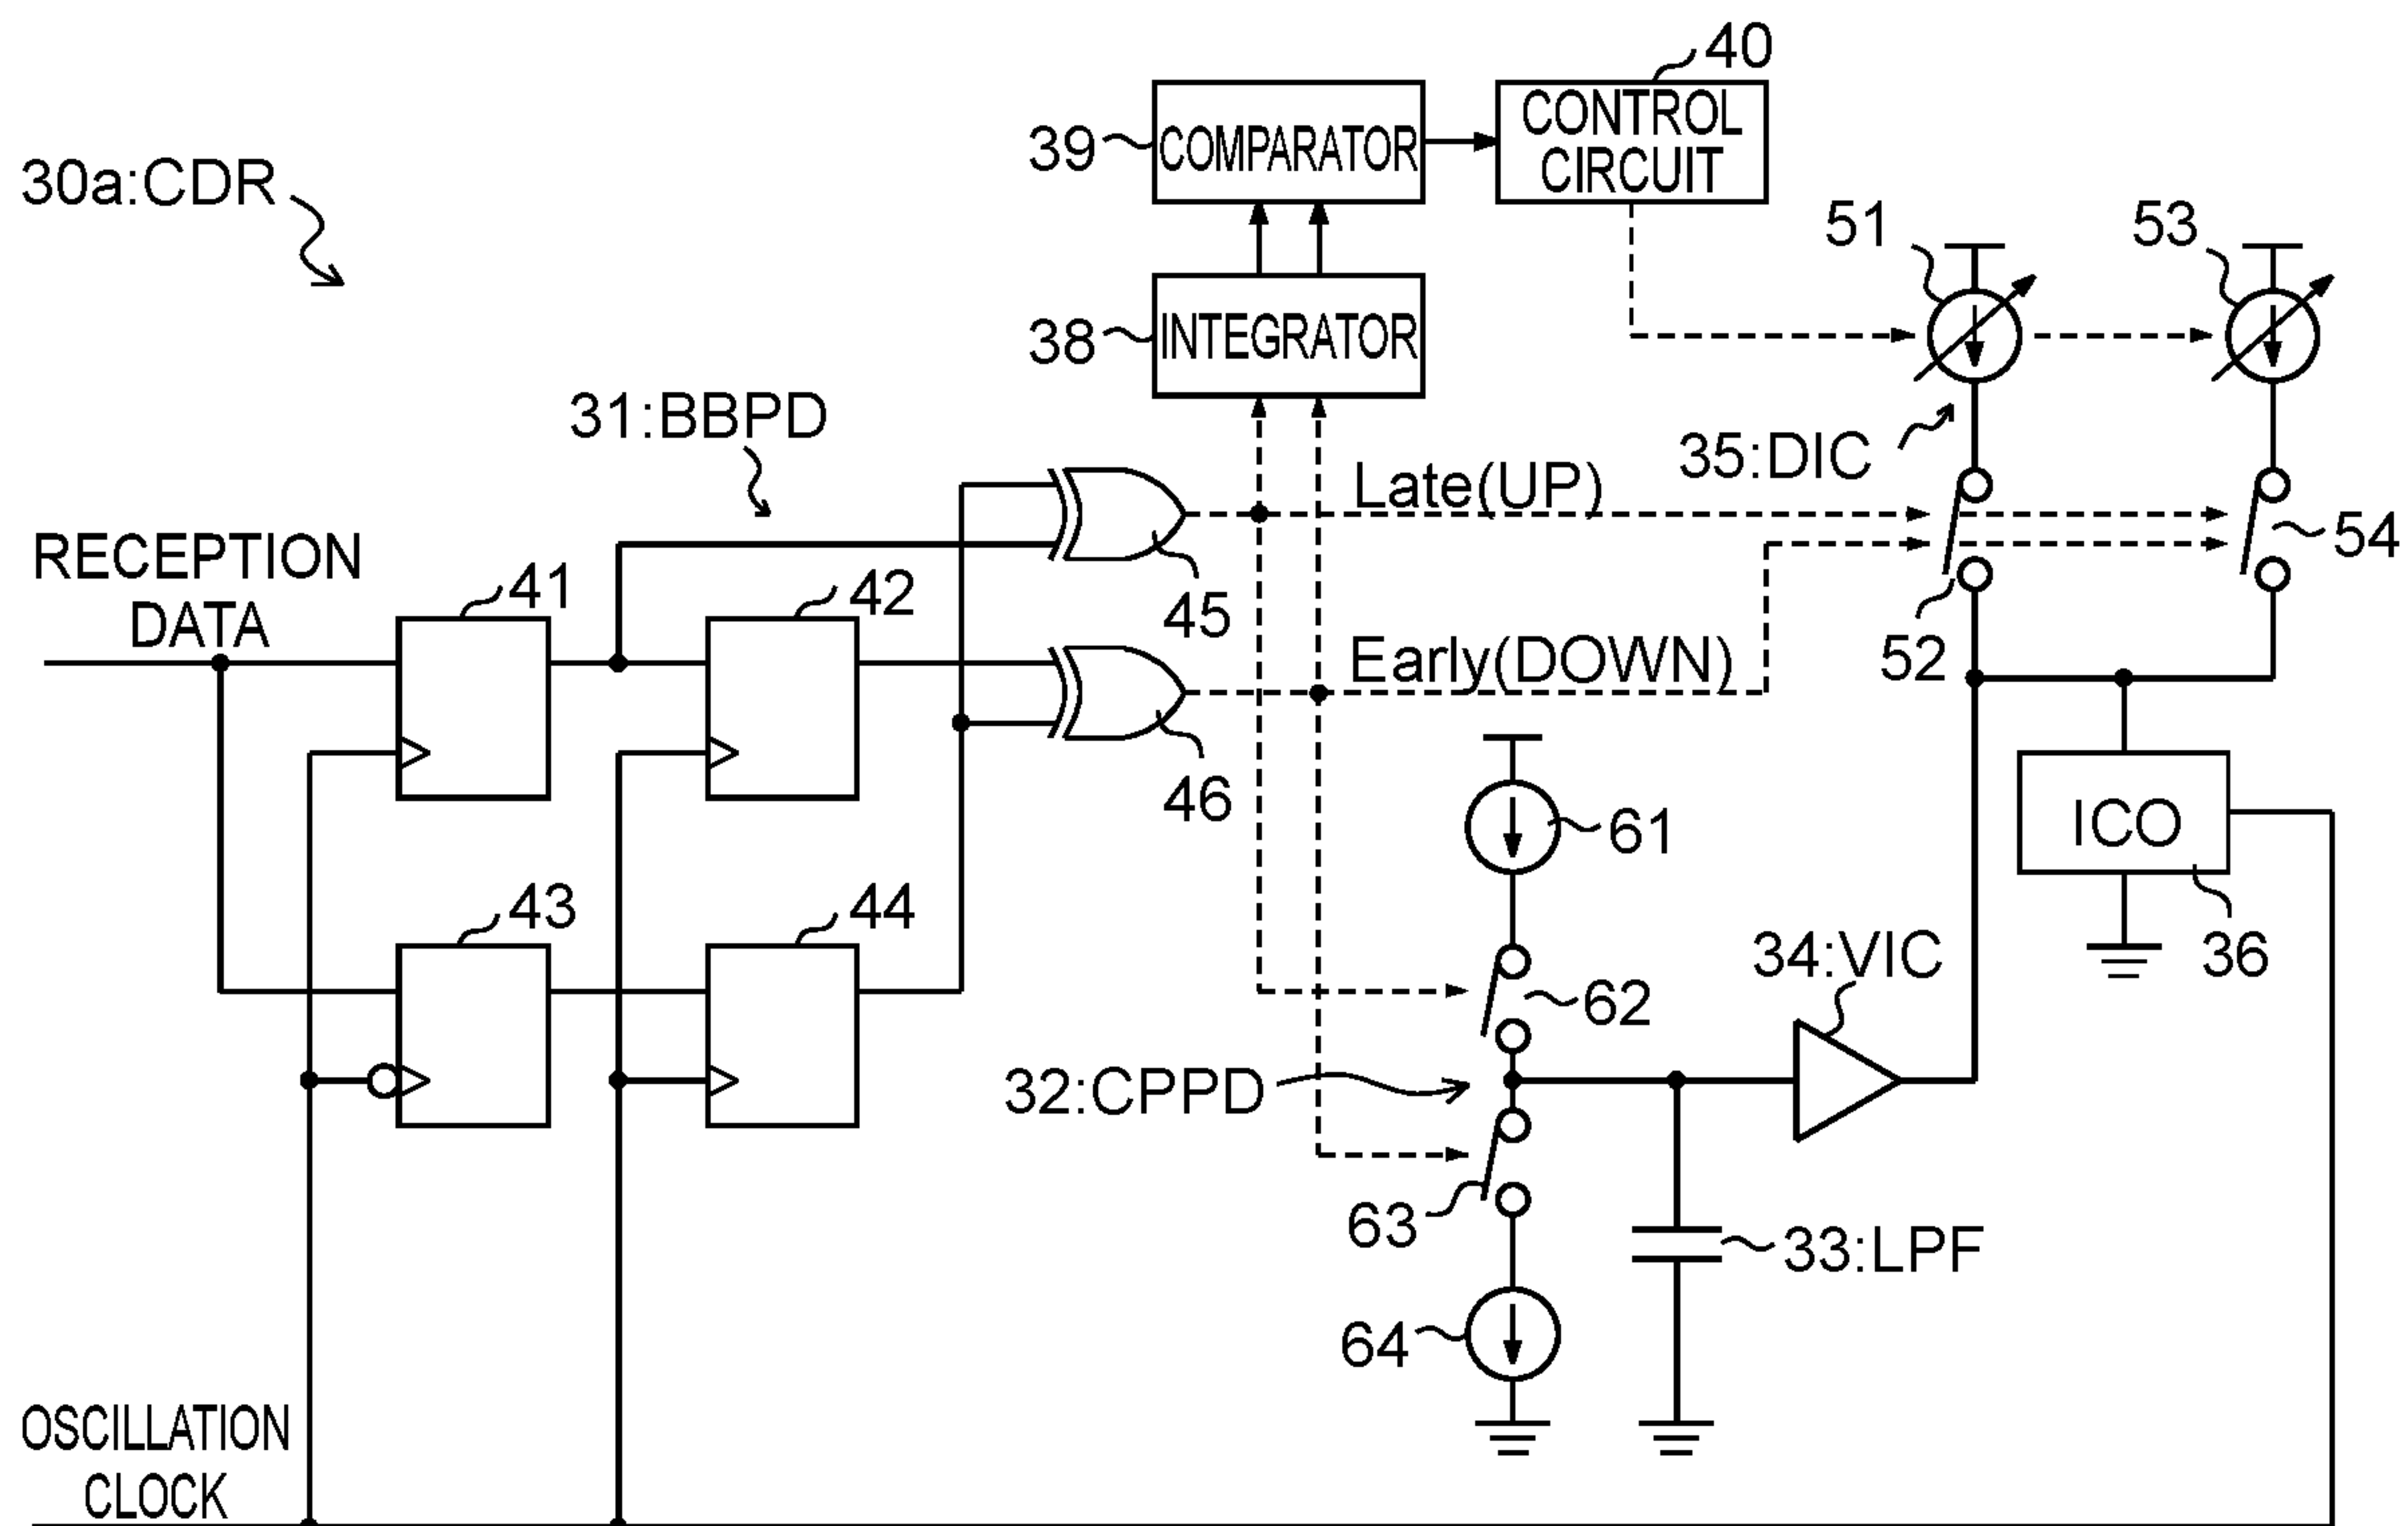 40
CONTROL
CIRCUIT
39
COMPARATOR
30a:CDR
51
53
38
INTEGRATOR
31:BBPD
35:DIC
Late(UP)
54
RECEPTION
DATA
41
42
45
52
Early(DOWN)
46
61
ICO
43
44
34:VIC
36
62
32:CPPD
63
33:LPF
64
OSCILLATION
CLOCK